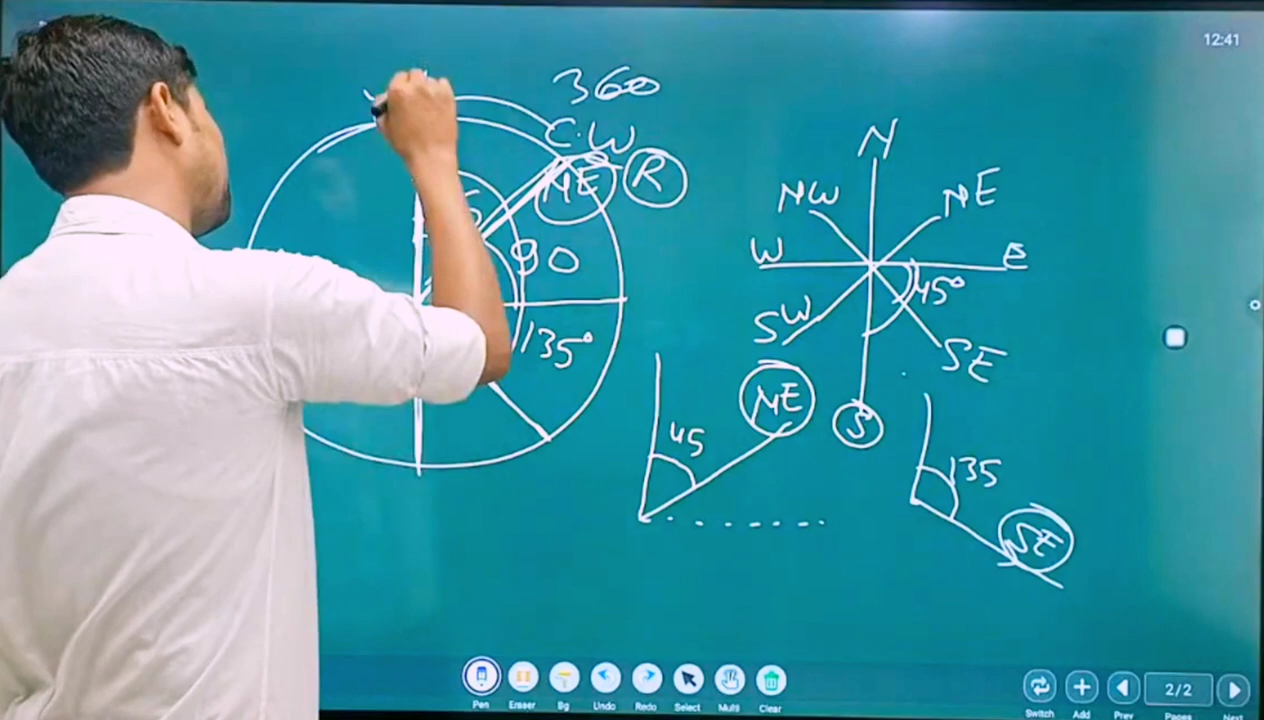 12:41
360
C.W
NE R
90
135°
N
NW NE
W E
45°
SW SE
S
45 NE
135
SE
Pen Eraser Bg Undo Redo Select Multi Clear
Switch Add Prev Pages Next
2/2